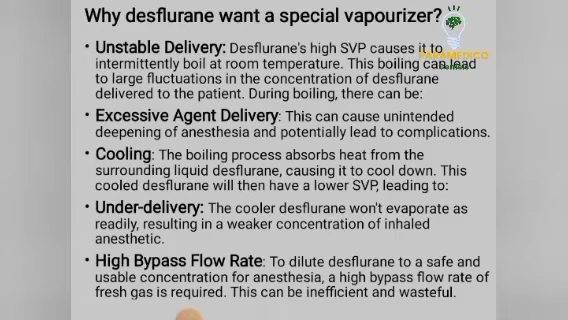 Why desflurane want a special vapourizer?
• Unstable Delivery: Desflurane's high SVP causes it to
intermittently boil at room temperature. This boiling can lead
to large fluctuations in the concentration of desflurane
delivered to the patient. During boiling, there can be:
• Excessive Agent Delivery: This can cause unintended
deepening of anesthesia and potentially lead to complications.
• Cooling: The boiling process absorbs heat from the
surrounding liquid desflurane, causing it to cool down. This
cooled desflurane will then have a lower SVP, leading to:
• Under-delivery: The cooler desflurane won't evaporate as
readily, resulting in a weaker concentration of inhaled
anesthetic.
• High Bypass Flow Rate: To dilute desflurane to a safe and
usable concentration for anesthesia, a high bypass flow rate of
fresh gas is required. This can be inefficient and wasteful.